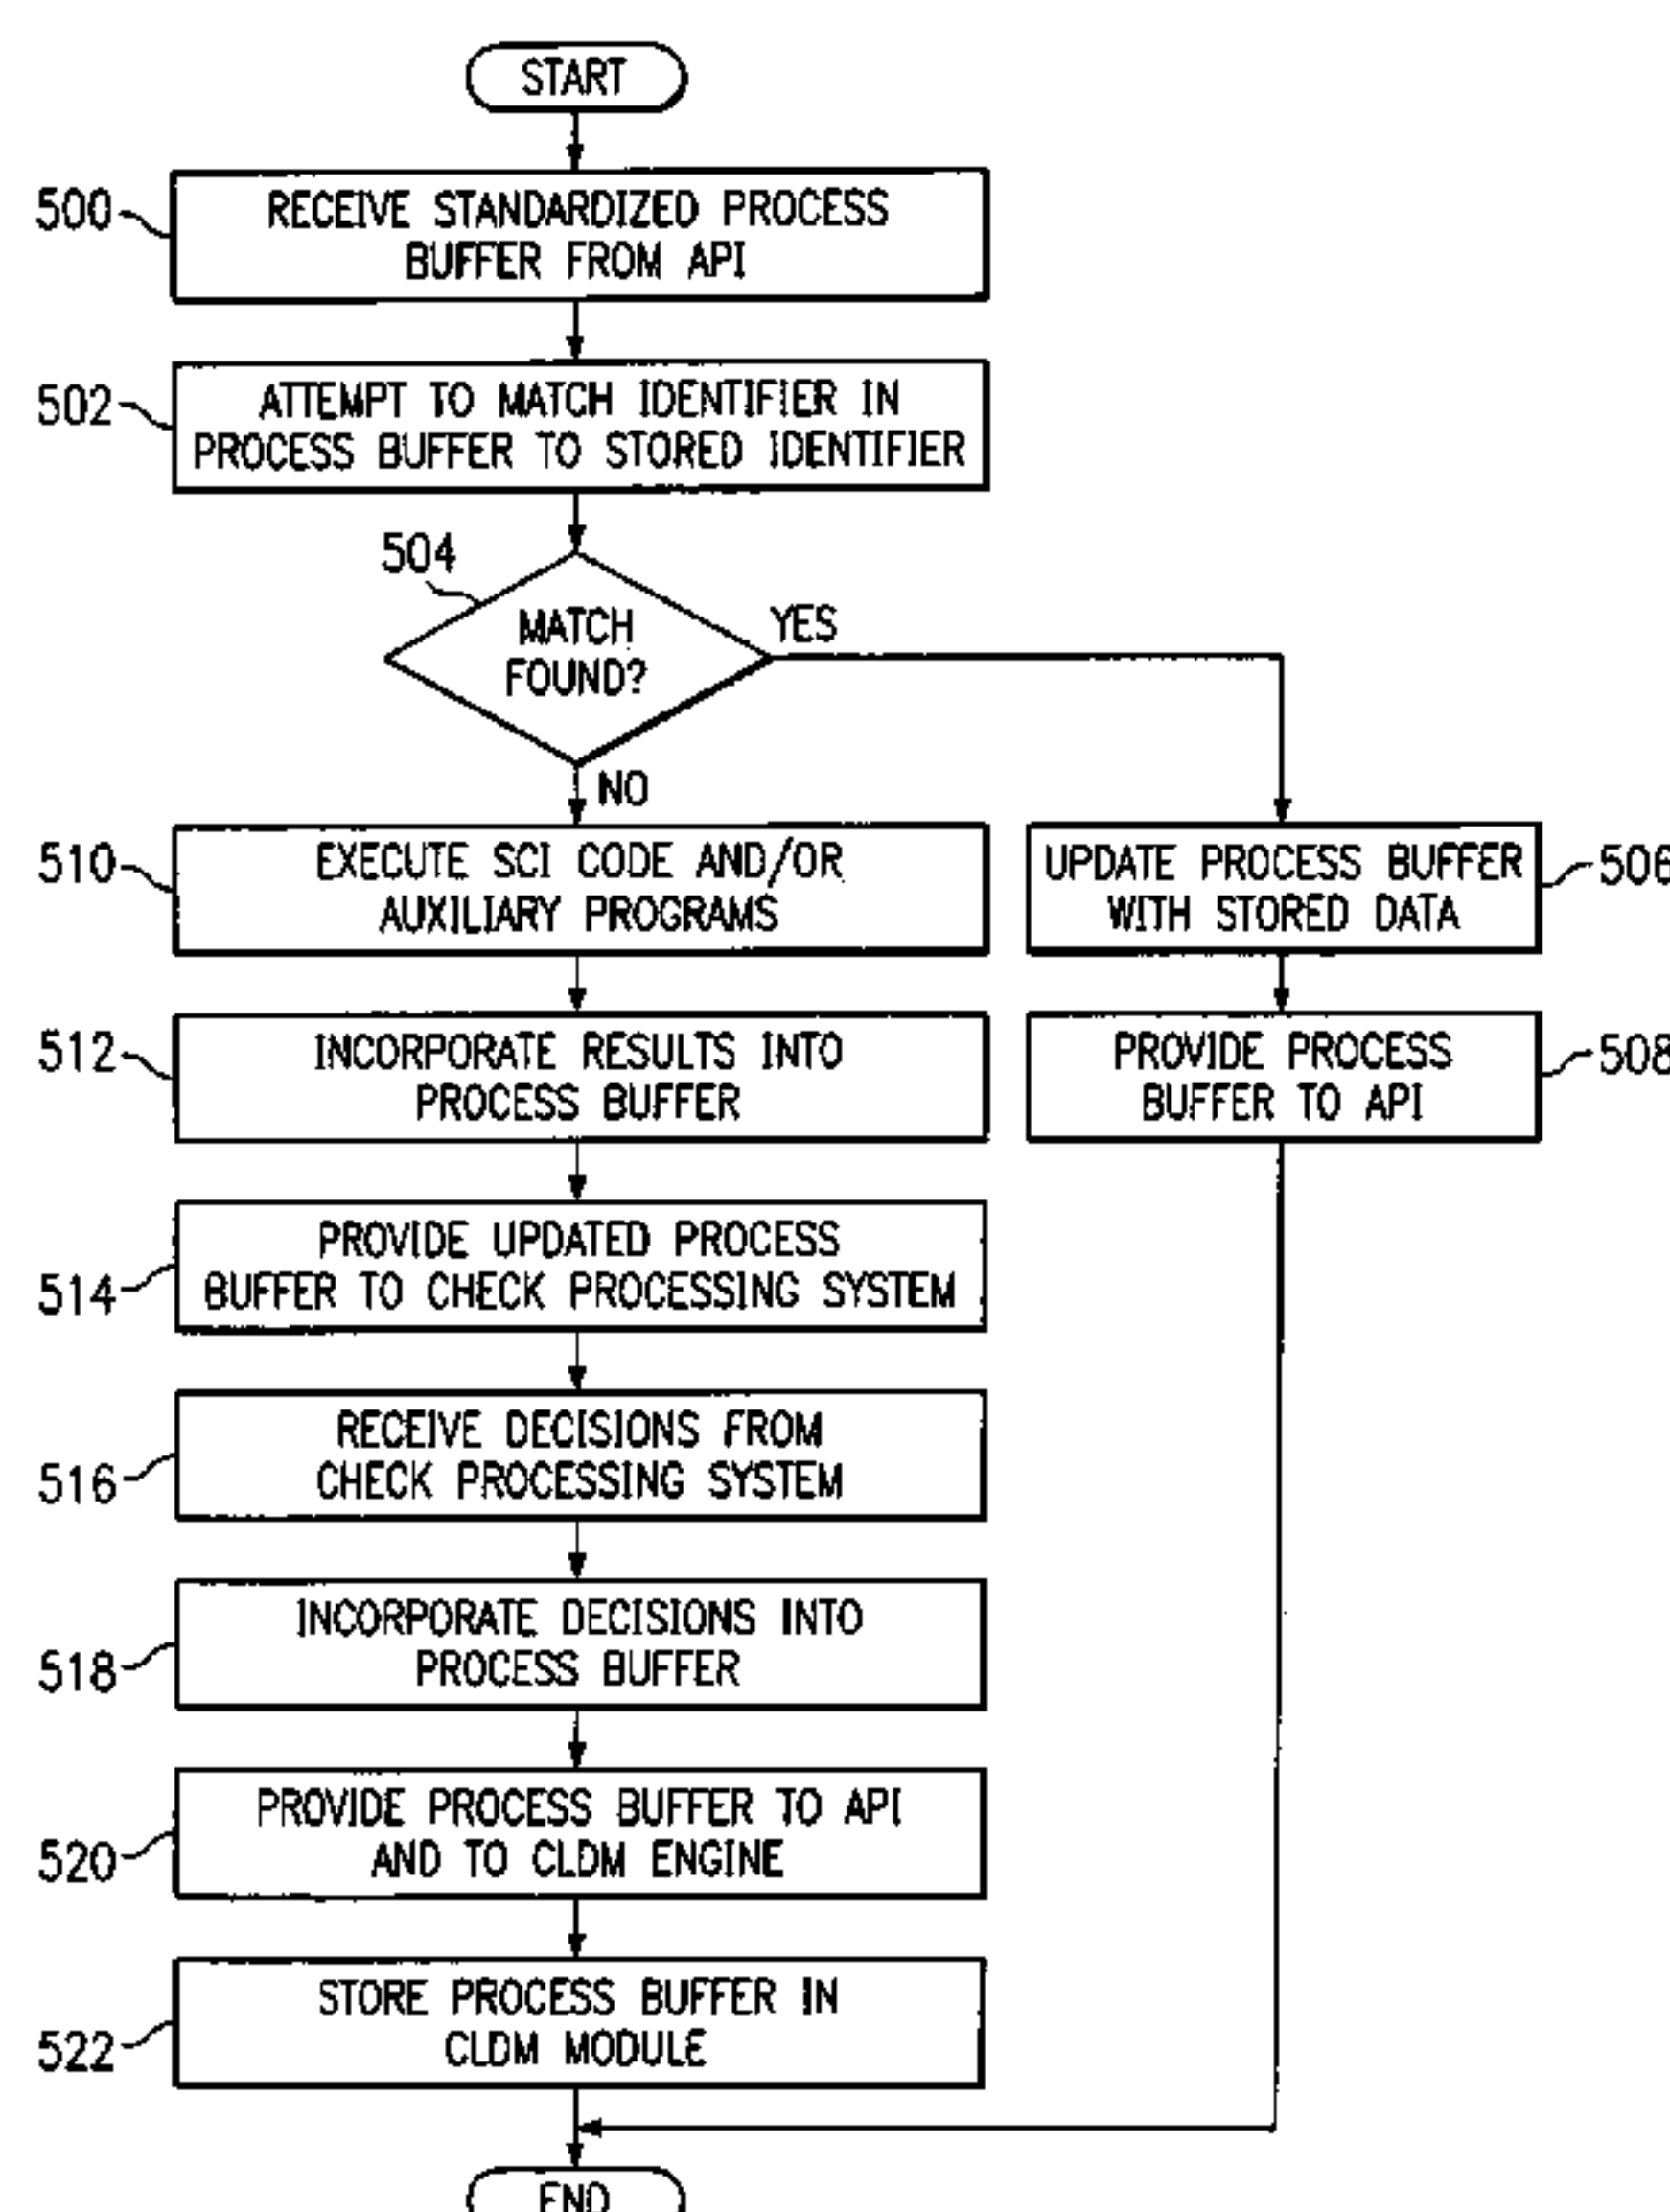 START
500
RECEIVE STANDARDIZED PROCESS
BUFFER FROM API
502
ATTEMPT TO MATCH IDENTIFIER IN
PROCESS BUFFER TO STORED IDENTIFIER
504
MATCH
FOUND?
YES
NO
510
EXECUTE SCI CODE AND/OR
AUXILIARY PROGRAMS
UPDATE PROCESS BUFFER
WITH STORED DATA
506
512
INCORPORATE RESULTS INTO
PROCESS BUFFER
PROVIDE PROCESS
BUFFER TO API
508
514
PROVIDE UPDATED PROCESS
BUFFER TO CHECK PROCESSING SYSTEM
516
RECEIVE DECISIONS FROM
CHECK PROCESSING SYSTEM
518
INCORPORATE DECISIONS INTO
PROCESS BUFFER
520
PROVIDE PROCESS BUFFER TO API
AND TO CLDM ENGINE
522
STORE PROCESS BUFFER IN
CLDM MODULE
END